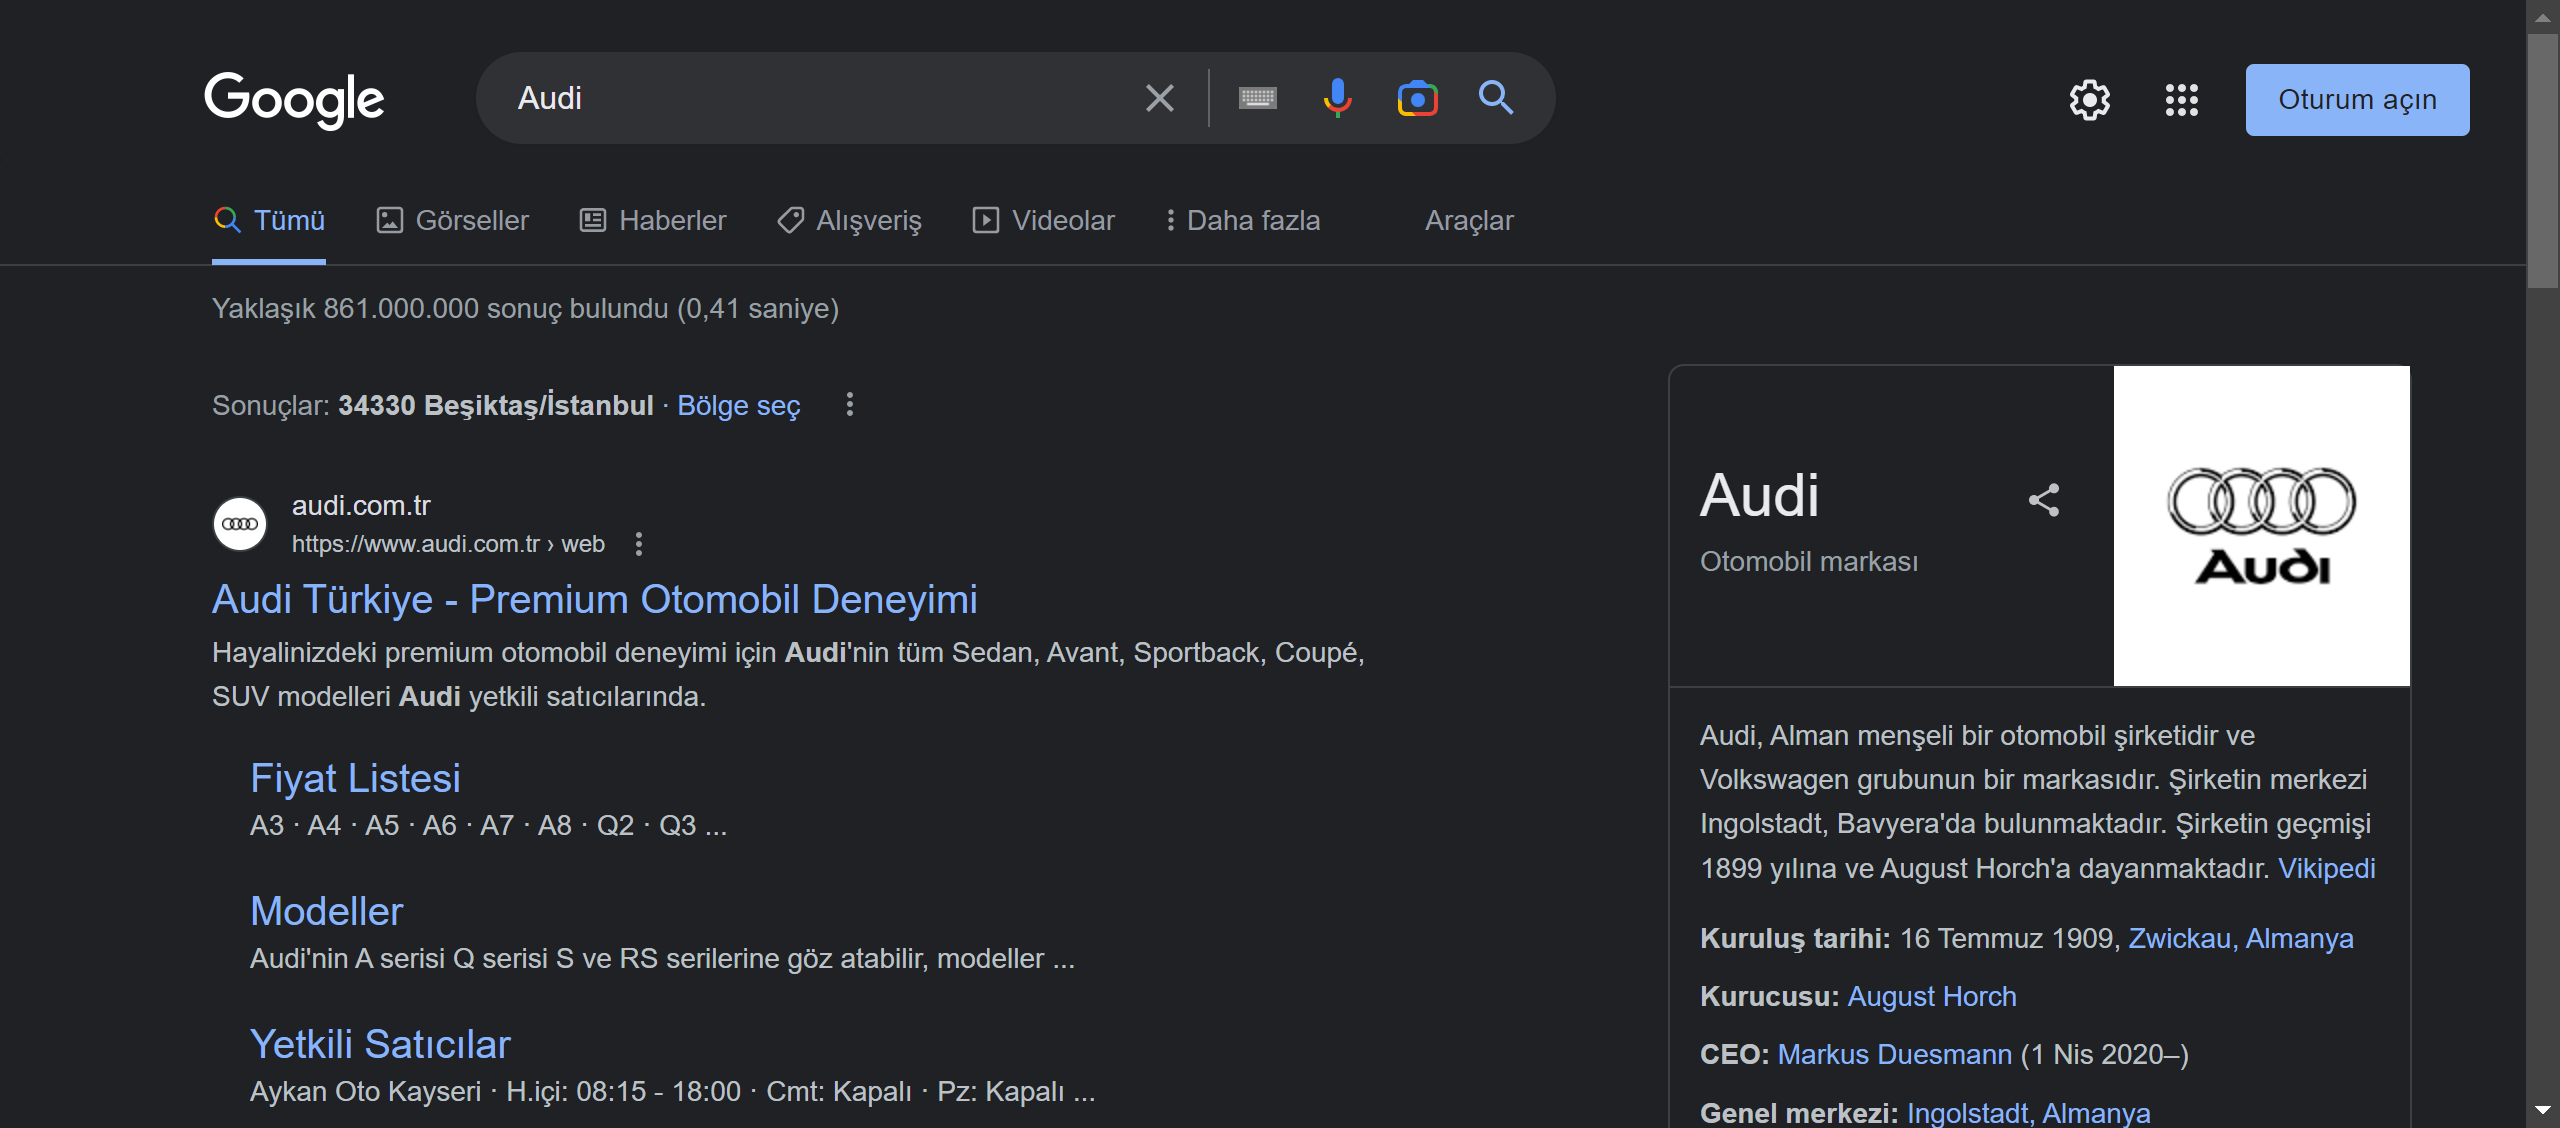 Google
Audi
Oturum açın
Tümü
Görseller
Haberler
Alışveriş
Videolar
Daha fazla
Araçlar
Yaklaşık 861.000.000 sonuç bulundu (0,41 saniye)
Sonuçlar: 34330 Beşiktaş/İstanbul · Bölge seç
audi.com.tr
https://www.audi.com.tr › web
Audi Türkiye - Premium Otomobil Deneyimi
Hayalinizdeki premium otomobil deneyimi için Audi'nin tüm Sedan, Avant, Sportback, Coupé,
SUV modelleri Audi yetkili satıcılarında.
Fiyat Listesi
A3 · A4 · A5 · A6 · A7 · A8 · Q2 · Q3 ...
Modeller
Audi'nin A serisi Q serisi S ve RS serilerine göz atabilir, modeller ...
Yetkili Satıcılar
Aykan Oto Kayseri · H.içi: 08:15 - 18:00 · Cmt: Kapalı · Pz: Kapalı ...
Audi
Otomobil markası
Audi
Audi, Alman menşeli bir otomobil şirketidir ve
Volkswagen grubunun bir markasıdır. Şirketin merkezi
Ingolstadt, Bavyera'da bulunmaktadır. Şirketin geçmişi
1899 yılına ve August Horch'a dayanmaktadır. Vikipedi
Kuruluş tarihi: 16 Temmuz 1909, Zwickau, Almanya
Kurucusu: August Horch
CEO: Markus Duesmann (1 Nis 2020–)
Genel merkezi: Ingolstadt, Almanya